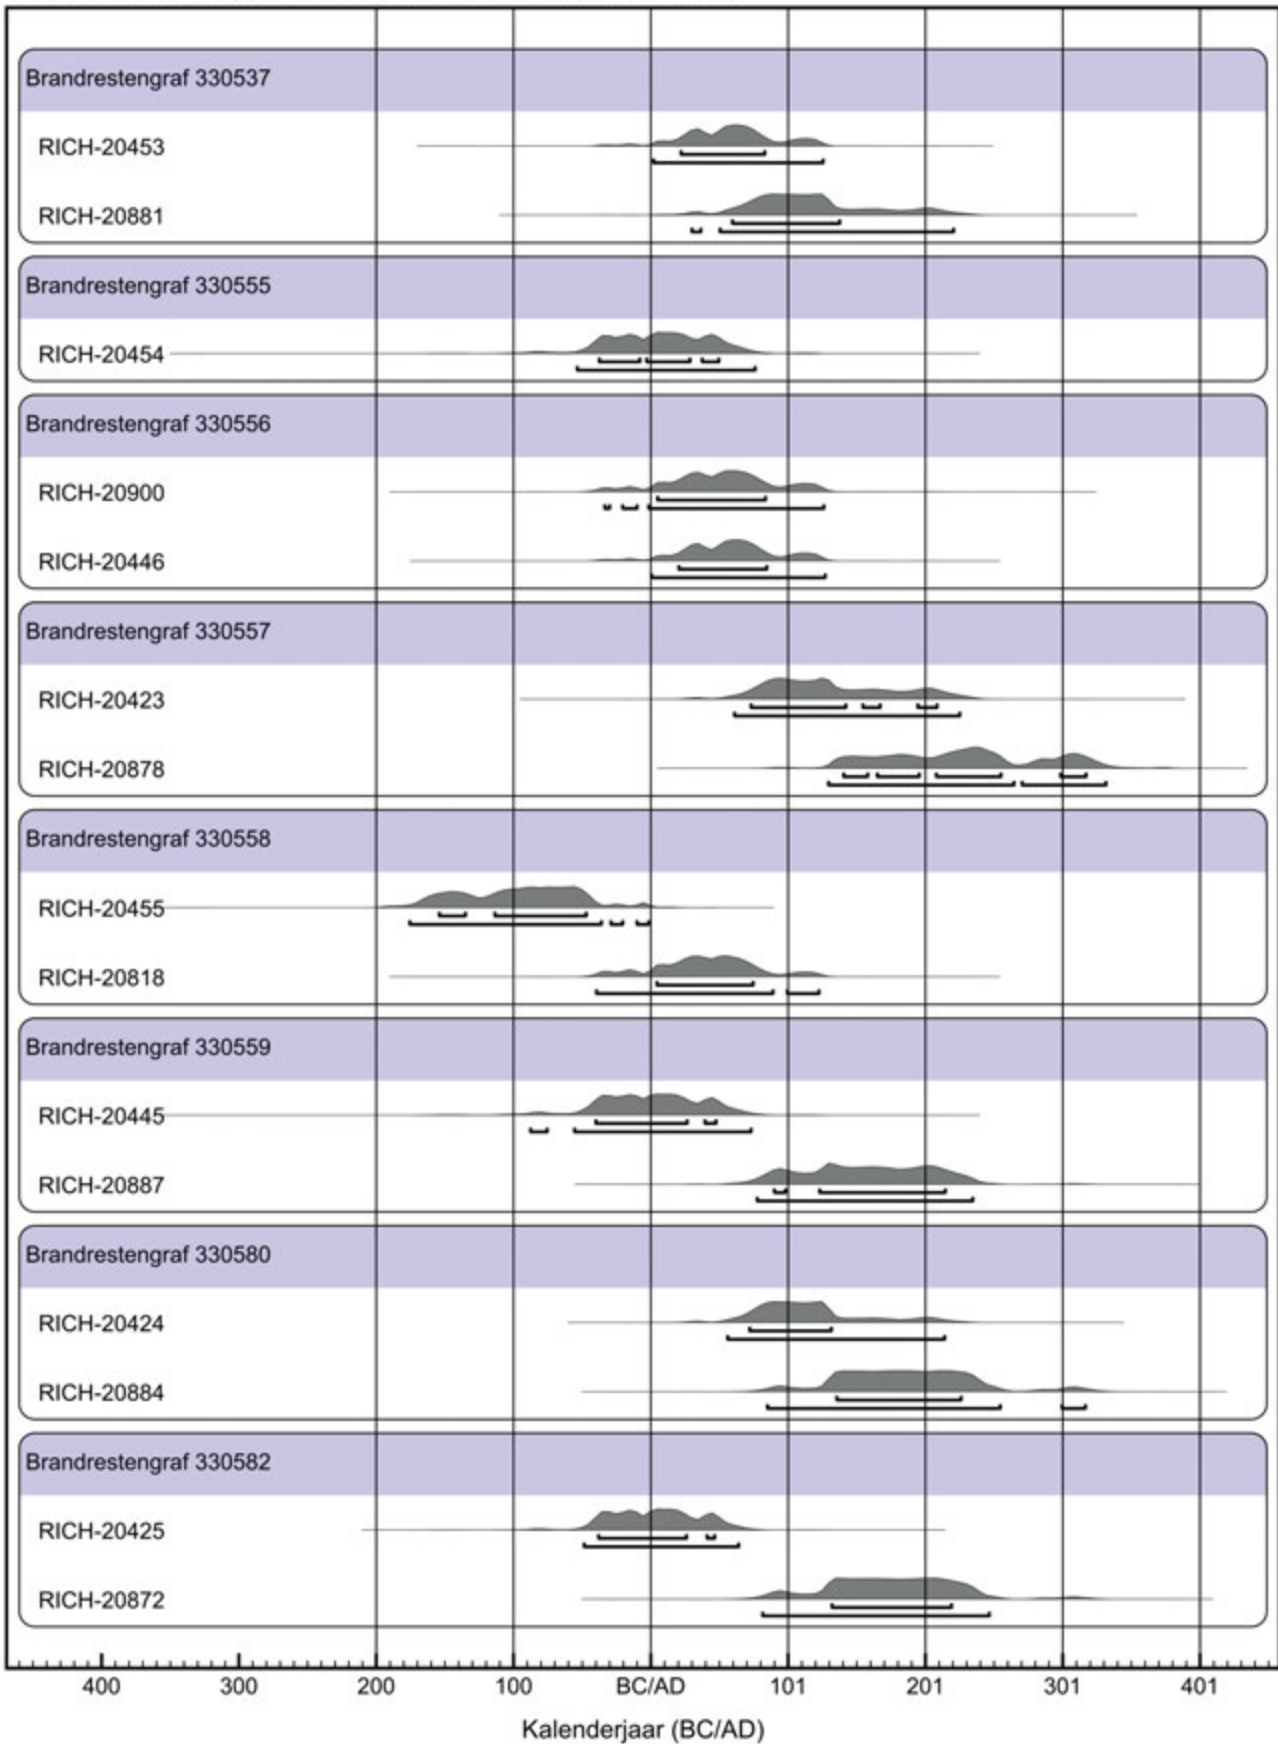 Brandrestengraf 330537
RICH-20453
RICH-20881
Brandrestengraf 330555
RICH-20454
Brandrestengraf 330556
RICH-20900
RICH-20446
Brandrestengraf 330557
RICH-20423
RICH-20878
Brandrestengraf 330558
RICH-20455
RICH-20818
Brandrestengraf 330559
RICH-20445
RICH-20887
Brandrestengraf 330580
RICH-20424
RICH-20884
Brandrestengraf 330582
RICH-20425
RICH-20872
400 300 200 100 BC/AD 101 201 301 401
Kalenderjaar (BC/AD)